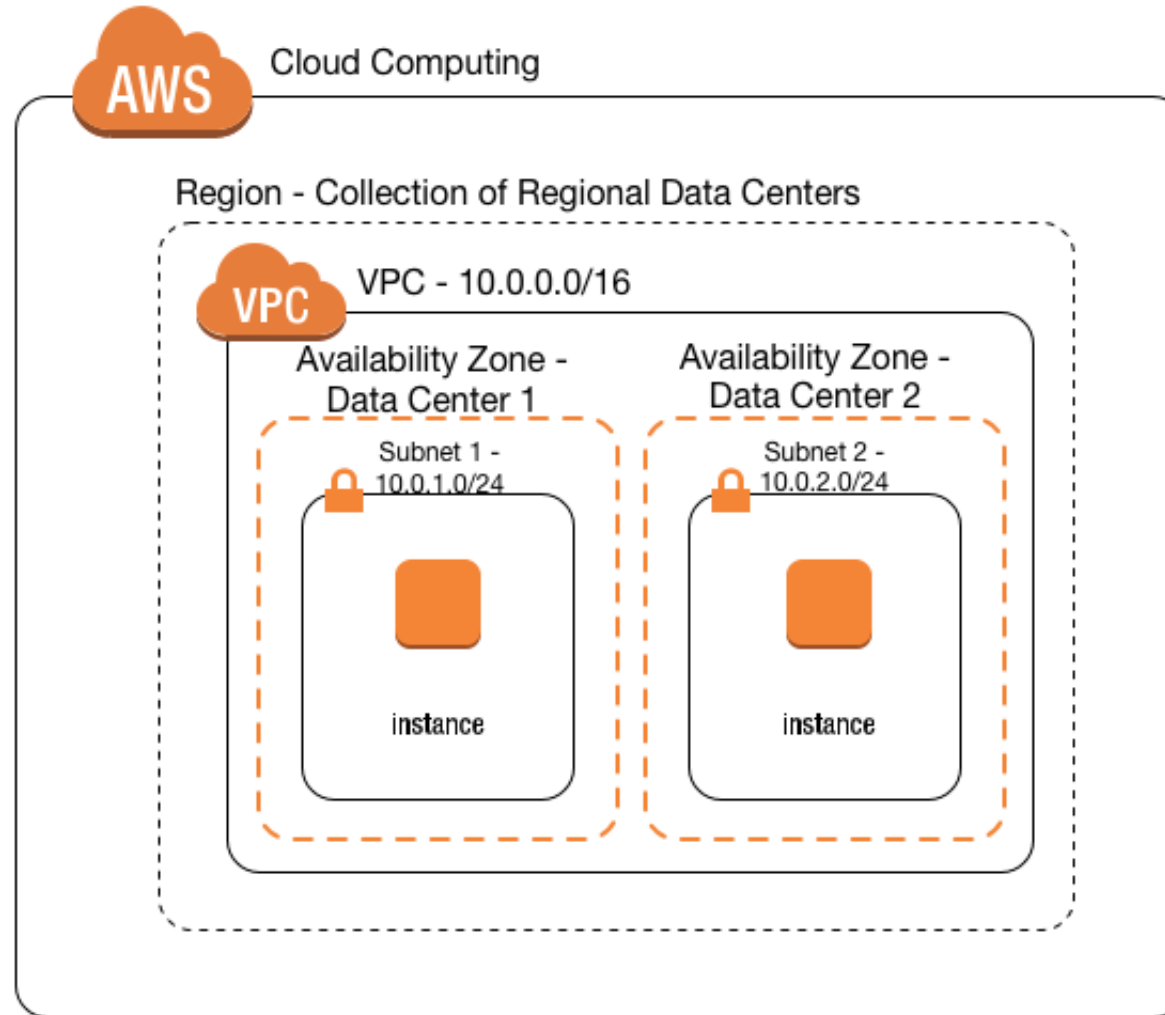 AWS
Cloud Computing
Region - Collection of Regional Data Centers
VPC
VPC - 10.0.0.0/16
Availability Zone -
Data Center 1
Subnet 1 -
10.0.1.0/24
instance
Availability Zone -
Data Center 2
Subnet 2 -
10.0.2.0/24
instance